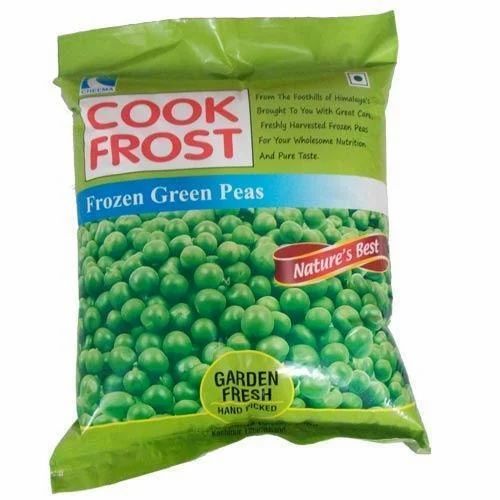 CHEEMA
COOK
FROST
From The Foothills of Himalaya's
Brought To You With Great Care,
Freshly Harvested Frozen Peas
For Your Wholesome Nutrition
And Pure Taste.
Frozen Green Peas
Nature's Best
GARDEN
FRESH
HAND PICKED